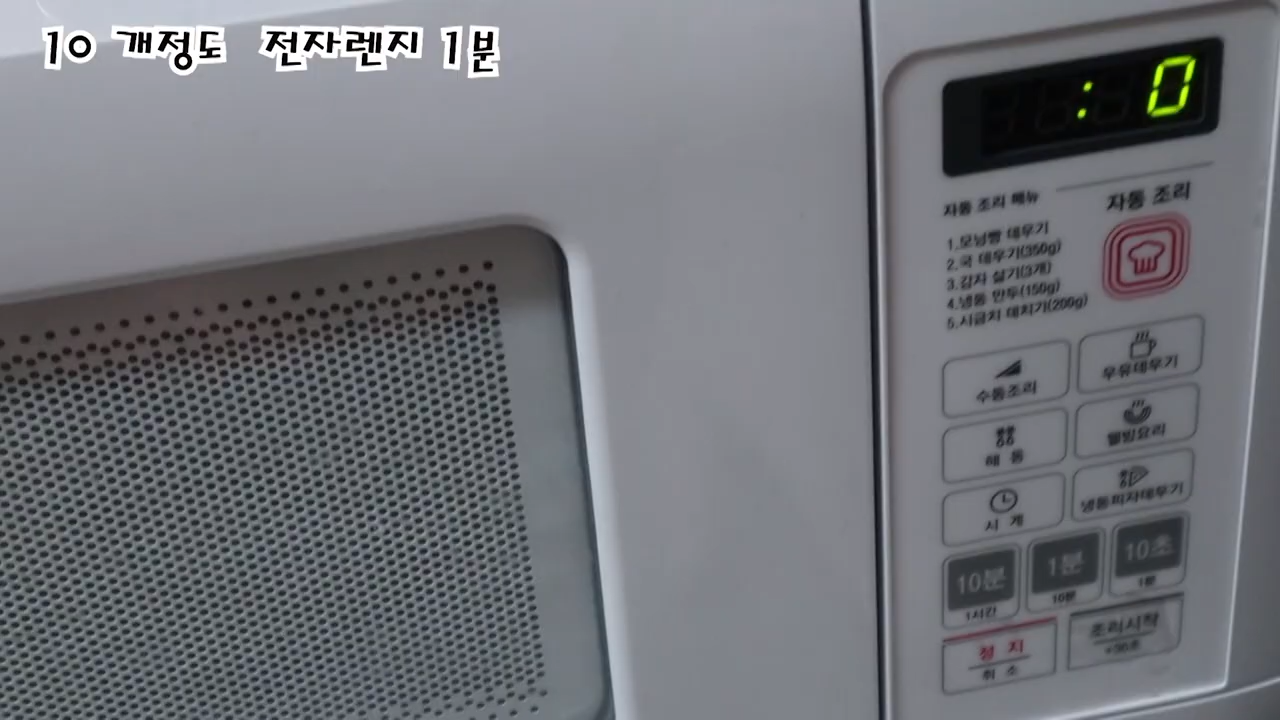 10 개정도 전자렌지 1분
: 0
자동 조리 메뉴
자동 조리
1.모닝빵 데우기
2.국 데우기(350g)
3.감자 삶기(3개)
4.냉동 만두(150g)
5.시금치 데치기(200g)
수동조리
우유데우기
해 동
웰빙요리
시 계
냉동피자데우기
10분
1시간
1분
10분
10초
1분
정 지
취 소
조리시작
+30초